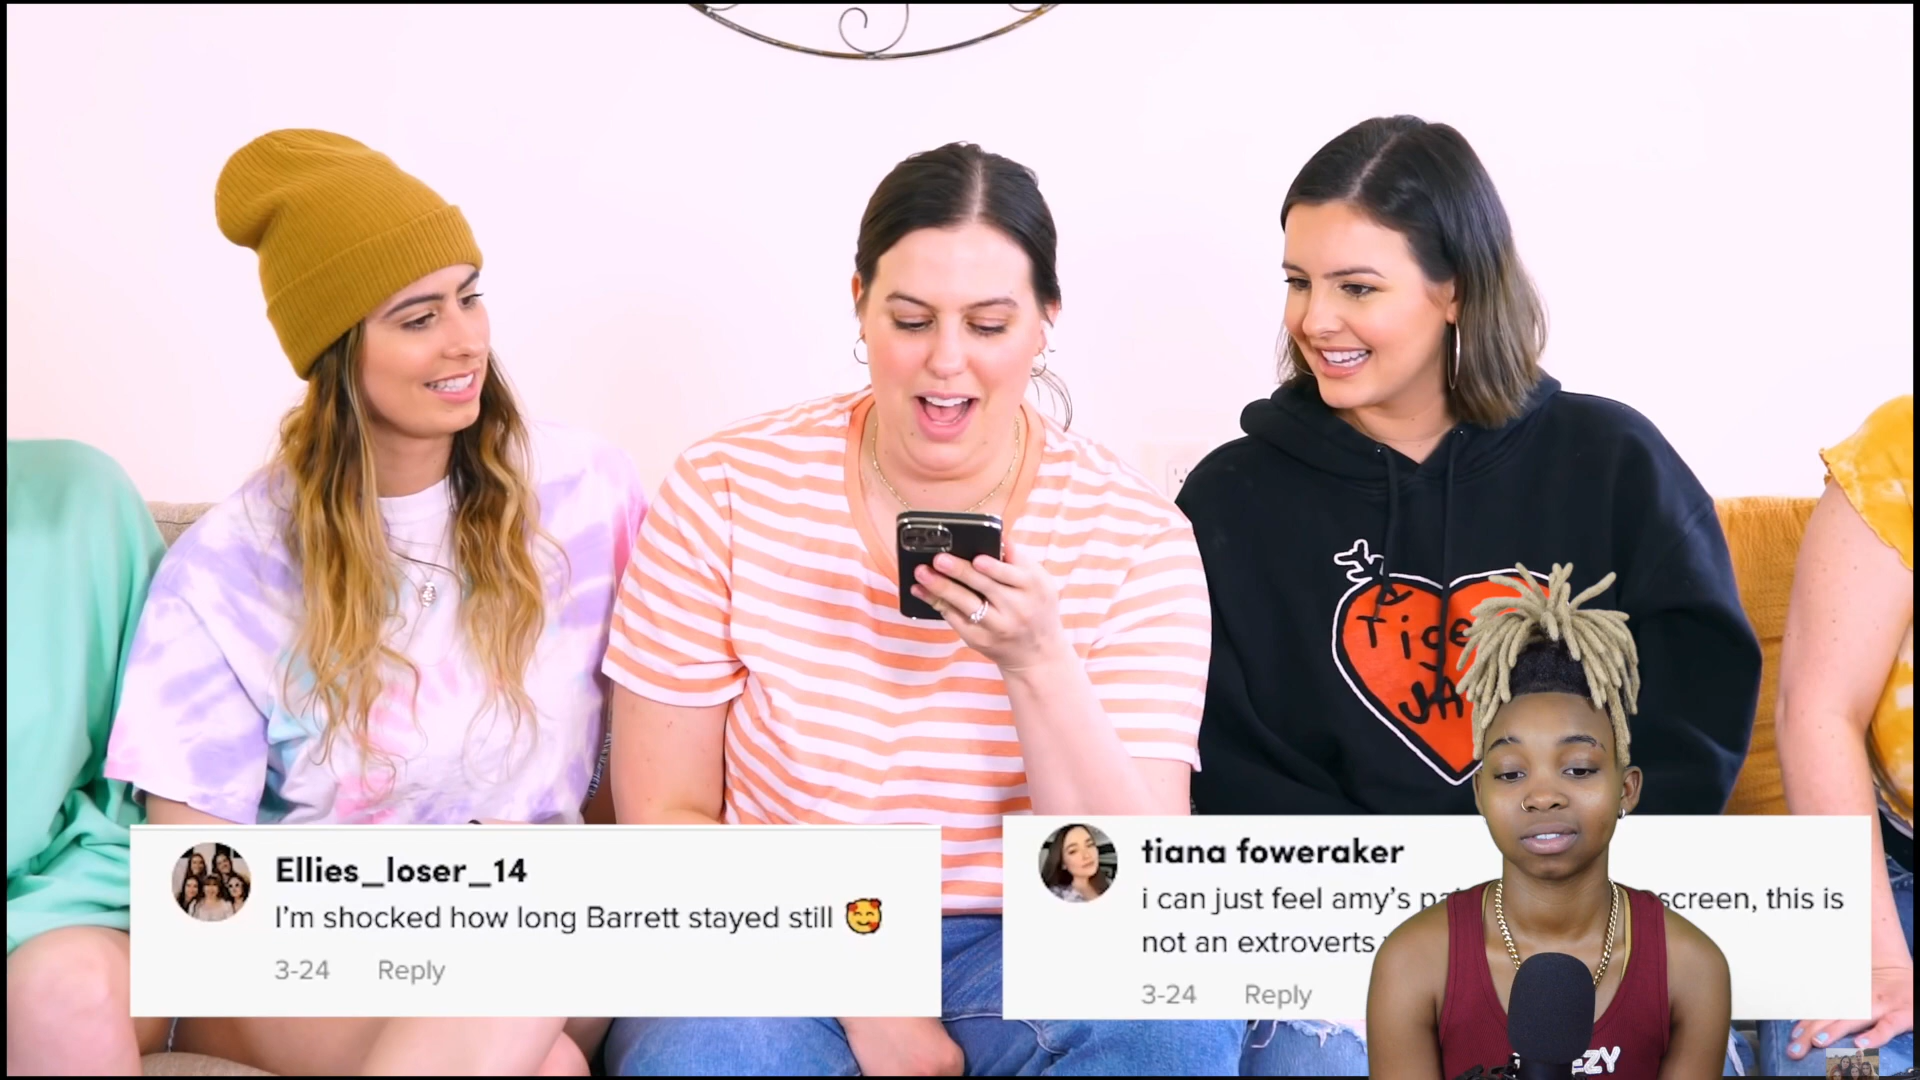 Tige
JA
Ellies_loser_14
I'm shocked how long Barrett stayed still 🥰
3-24 Reply
tiana foweraker
i can just feel amy's screen, this is
not an extroverts
3-24 Reply
EZY